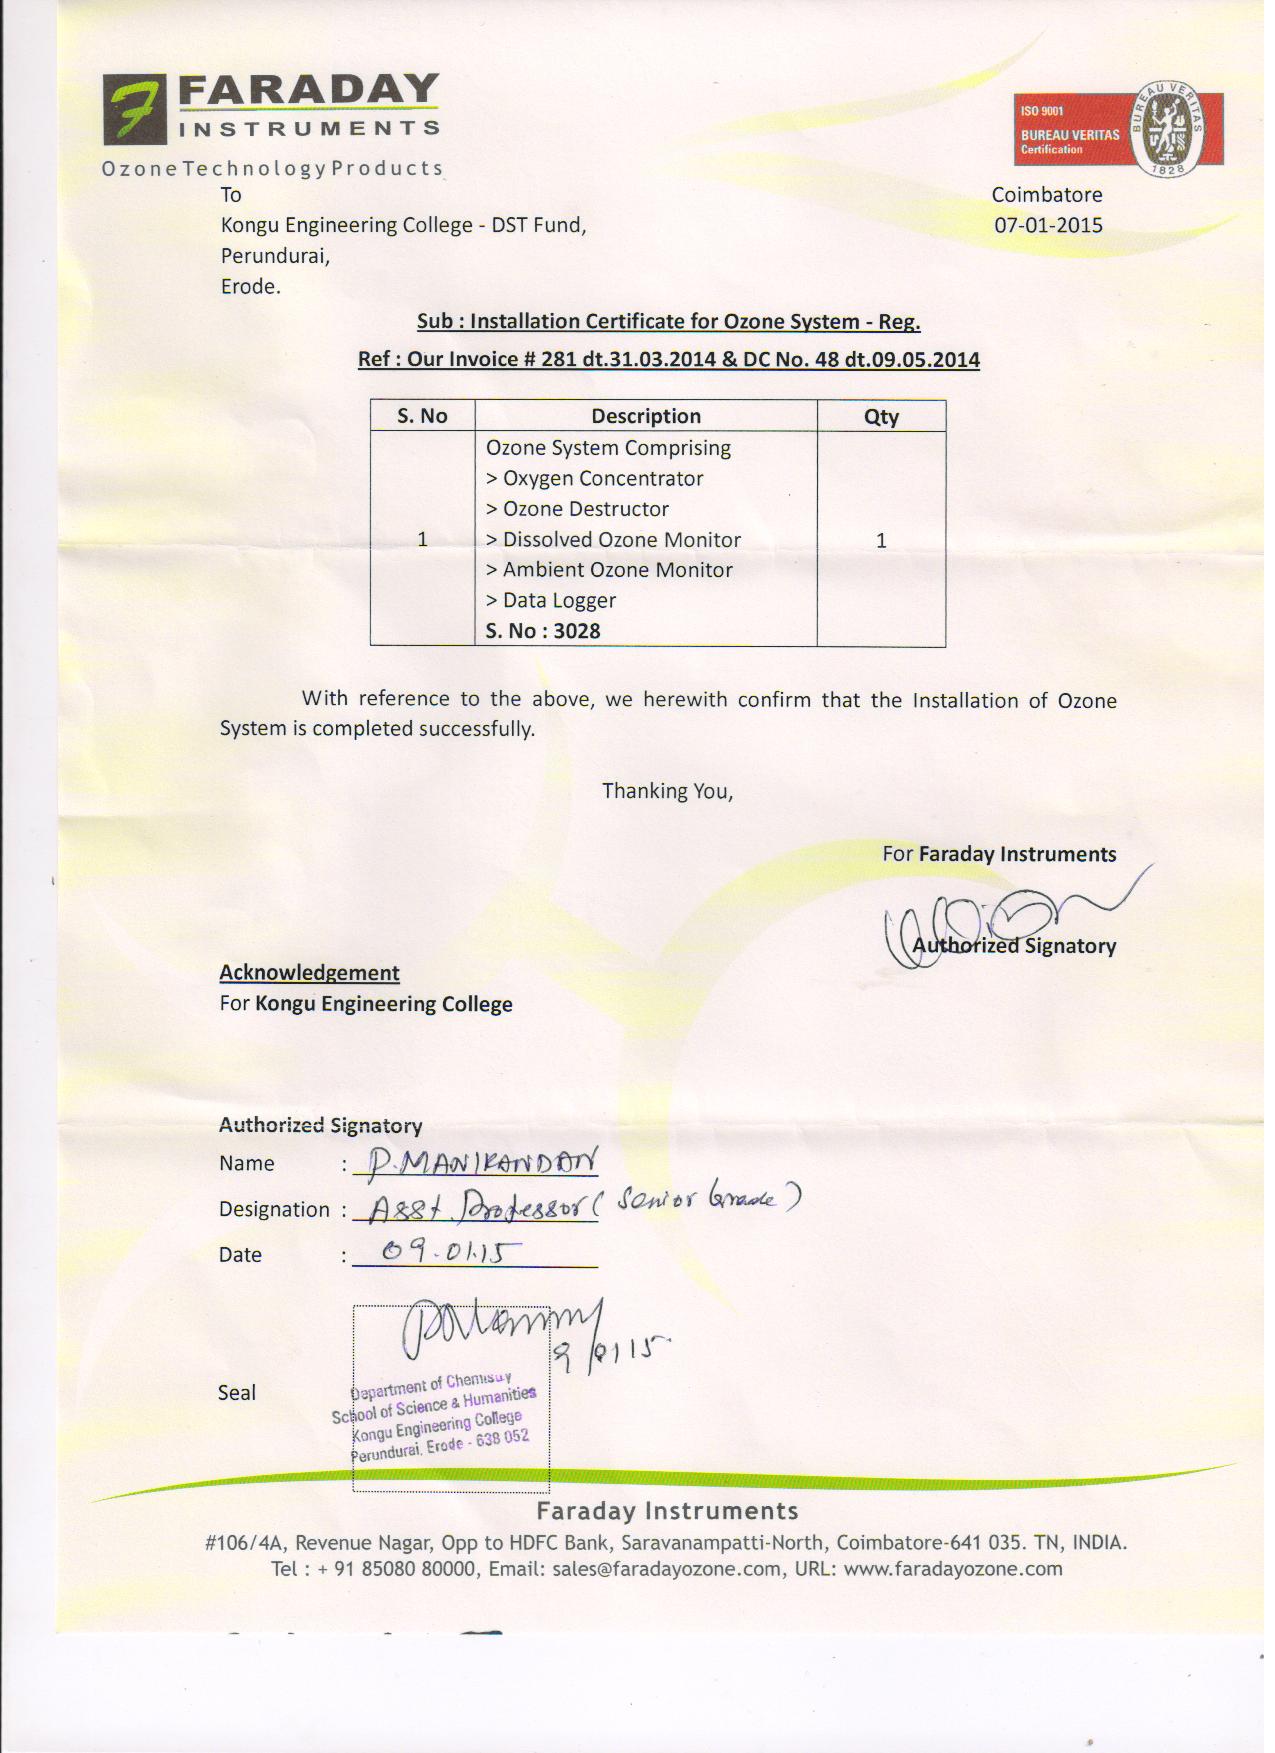 FARADAY
INSTRUMENTS
Ozone Technology Products
ISO 9001
BUREAU VERITAS
Certification
BUREAU VERITAS
1828
To
Coimbatore
Kongu Engineering College - DST Fund,
07-01-2015
Perundurai,
Erode.
Sub : Installation Certificate for Ozone System - Reg.
Ref : Our Invoice # 281 dt.31.03.2014 & DC No. 48 dt.09.05.2014
S. No Description Qty
Ozone System Comprising
> Oxygen Concentrator
> Ozone Destructor
1 > Dissolved Ozone Monitor 1
> Ambient Ozone Monitor
> Data Logger
S. No : 3028
With reference to the above, we herewith confirm that the Installation of Ozone
System is completed successfully.
Thanking You,
For Faraday Instruments
Authorized Signatory
Acknowledgement
For Kongu Engineering College
Authorized Signatory
Name : P. MANIKANDAN
Designation : Asst Professor ( Senior Grade )
Date : 09.01.15
9/01 15
Seal
Department of Chemistry
School of Science & Humanities
Kongu Engineering College
Perundurai, Erode - 638 052
Faraday Instruments
#106/4A, Revenue Nagar, Opp to HDFC Bank, Saravanampatti-North, Coimbatore-641 035. TN, INDIA.
Tel : + 91 85080 80000, Email: sales@faradayozone.com, URL: www.faradayozone.com